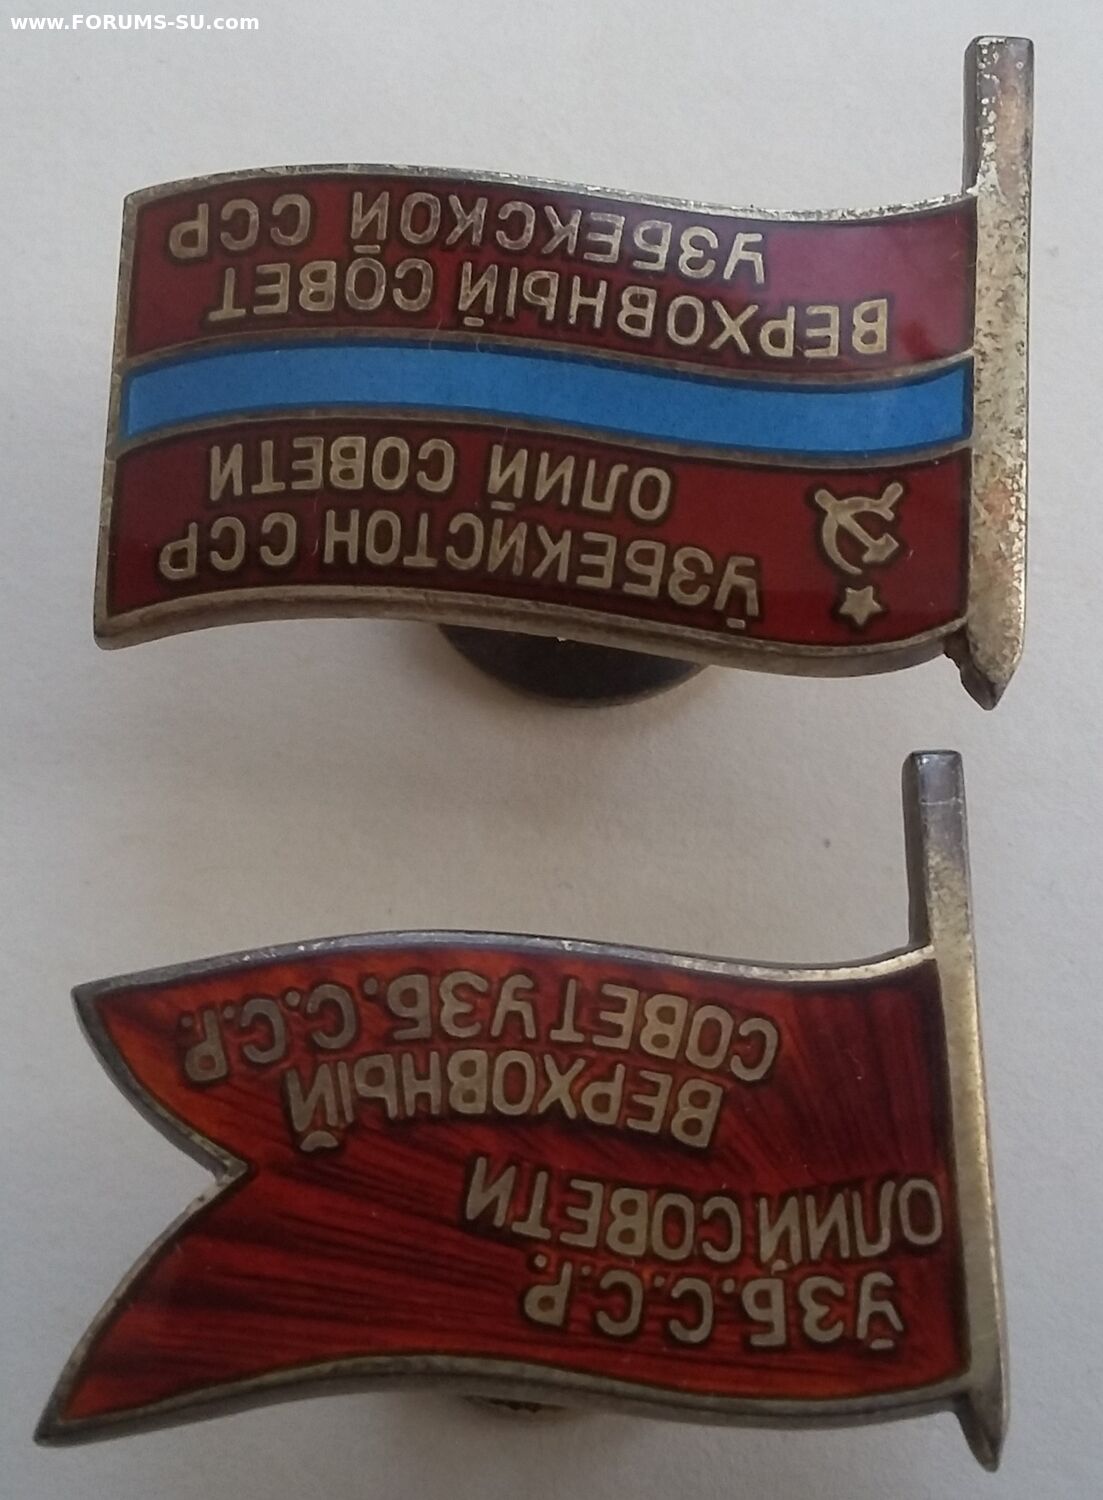 www.FORUMS-SU.com
ЎЗБЕКИСТОН ССР
ОЛИЙ СОВЕТИ
ВЕРХОВНЫЙ СОВЕТ
УЗБЕКСКОЙ ССР
ЎЗБ.С.С.Р.
ОЛИЙ СОВЕТИ
ВЕРХОВНЫЙ
СОВЕТ УЗБ.С.С.Р.